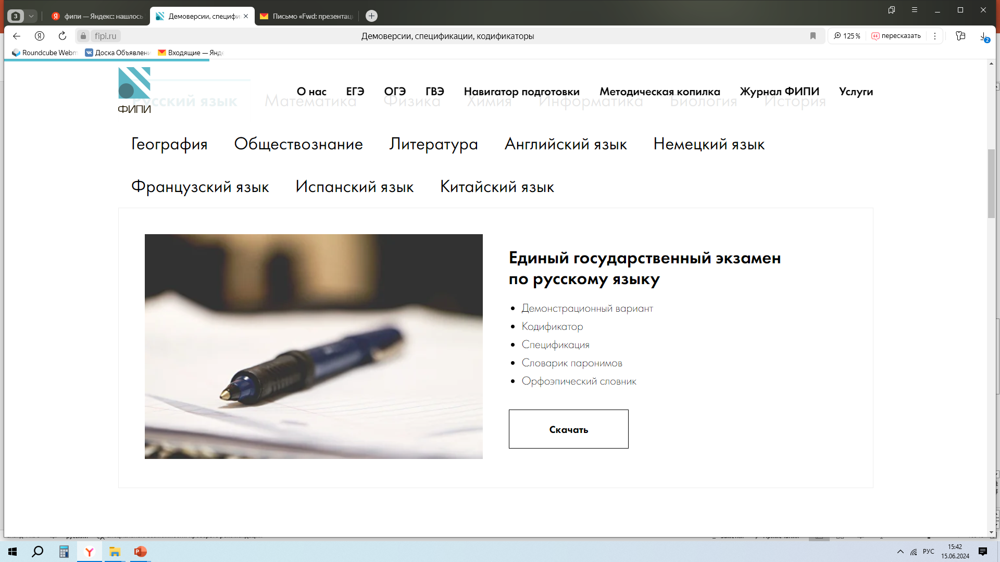 3
фипи — Яндекс: нашлось
Демоверсии, специфи
Письмо «Fwd: презентаци
fipi.ru
Демоверсии, спецификации, кодификаторы
125 %
пересказать
2
Roundcube Webm
Доска Объявлени
Входящие — Янде
ФИПИ
О нас ЕГЭ ОГЭ ГВЭ Навигатор подготовки Методическая копилка Журнал ФИПИ Услуги
Русский язык Математика Физика Химия Информатика Биология История
География Обществознание Литература Английский язык Немецкий язык
Французский язык Испанский язык Китайский язык
Единый государственный экзамен
по русскому языку
Демонстрационный вариант
Кодификатор
Спецификация
Словарик паронимов
Орфоэпический словник
Скачать
РУС
15:42
15.06.2024